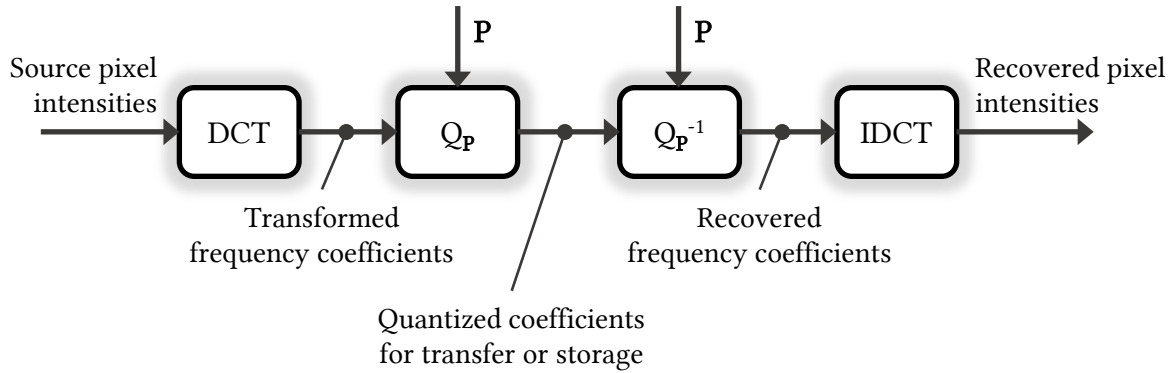 P
P
Source pixel
intensities
Recovered pixel
intensities
DCT
Q_P
Q_P⁻¹
IDCT
Transformed
frequency coefficients
Recovered
frequency coefficients
Quantized coefficients
for transfer or storage